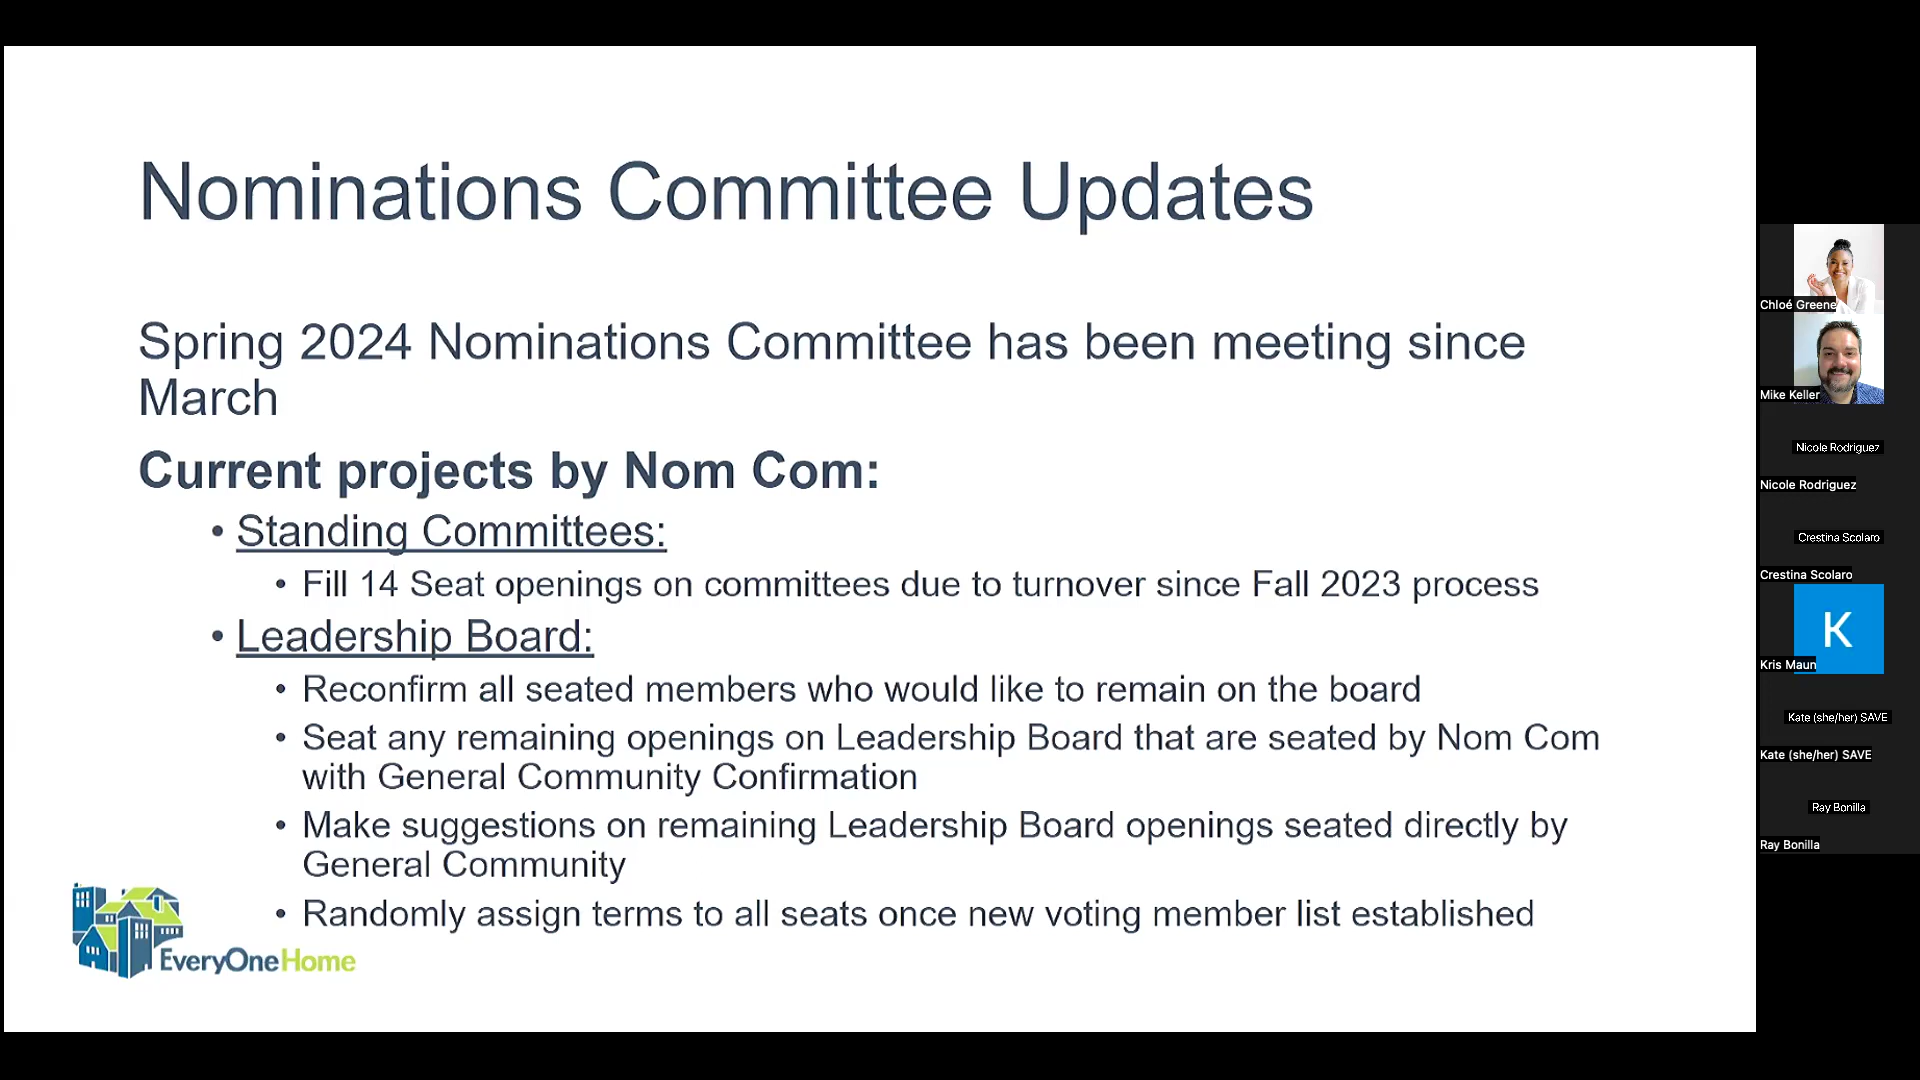 Nominations Committee Updates
Spring 2024 Nominations Committee has been meeting since
March
Current projects by Nom Com:
• Standing Committees:
• Fill 14 Seat openings on committees due to turnover since Fall 2023 process
• Leadership Board:
• Reconfirm all seated members who would like to remain on the board
• Seat any remaining openings on Leadership Board that are seated by Nom Com
with General Community Confirmation
• Make suggestions on remaining Leadership Board openings seated directly by
General Community
• Randomly assign terms to all seats once new voting member list established
EveryOneHome
Chloé Greene
Mike Keller
Nicole Rodriguez
Nicole Rodriguez
Crestina Scolaro
Crestina Scolaro
K
Kris Maun
Kate (she/her) SAVE
Kate (she/her) SAVE
Ray Bonilla
Ray Bonilla